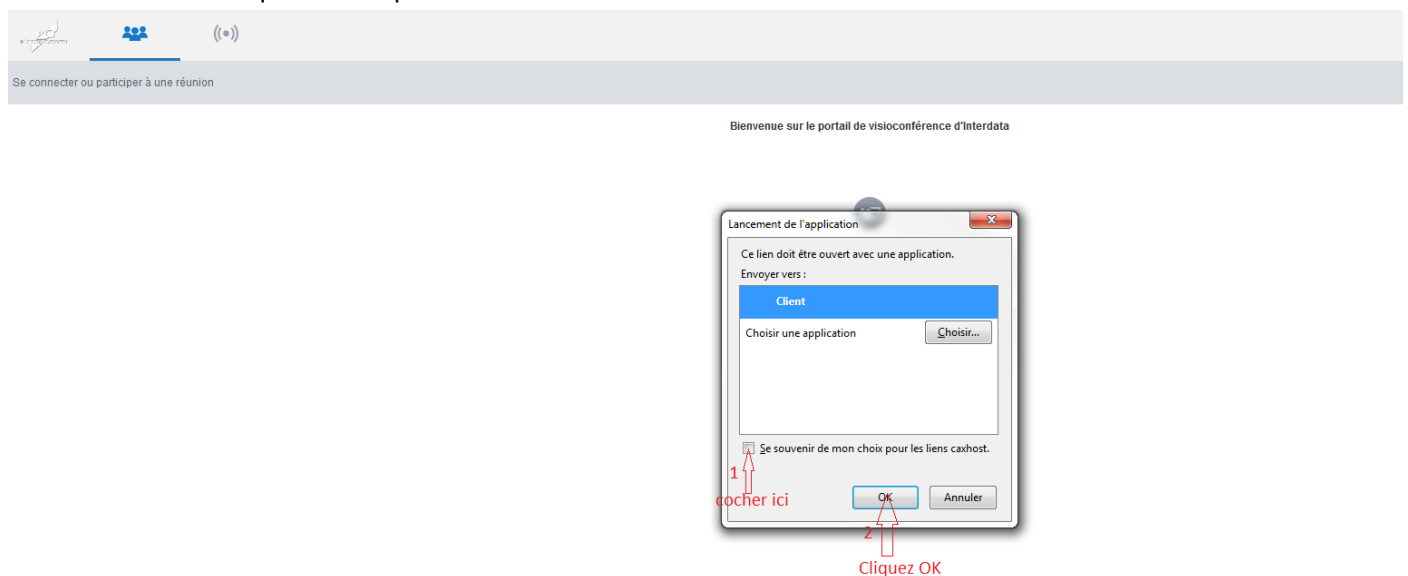 ((•))
Se connecter ou participer à une réunion
Bienvenue sur le portail de visioconférence d'Interdata
Lancement de l'application
Ce lien doit être ouvert avec une application.
Envoyer vers :
Client
Choisir une application
Choisir...
Se souvenir de mon choix pour les liens caxhost.
1
cocher ici
OK
Annuler
2
Cliquez OK